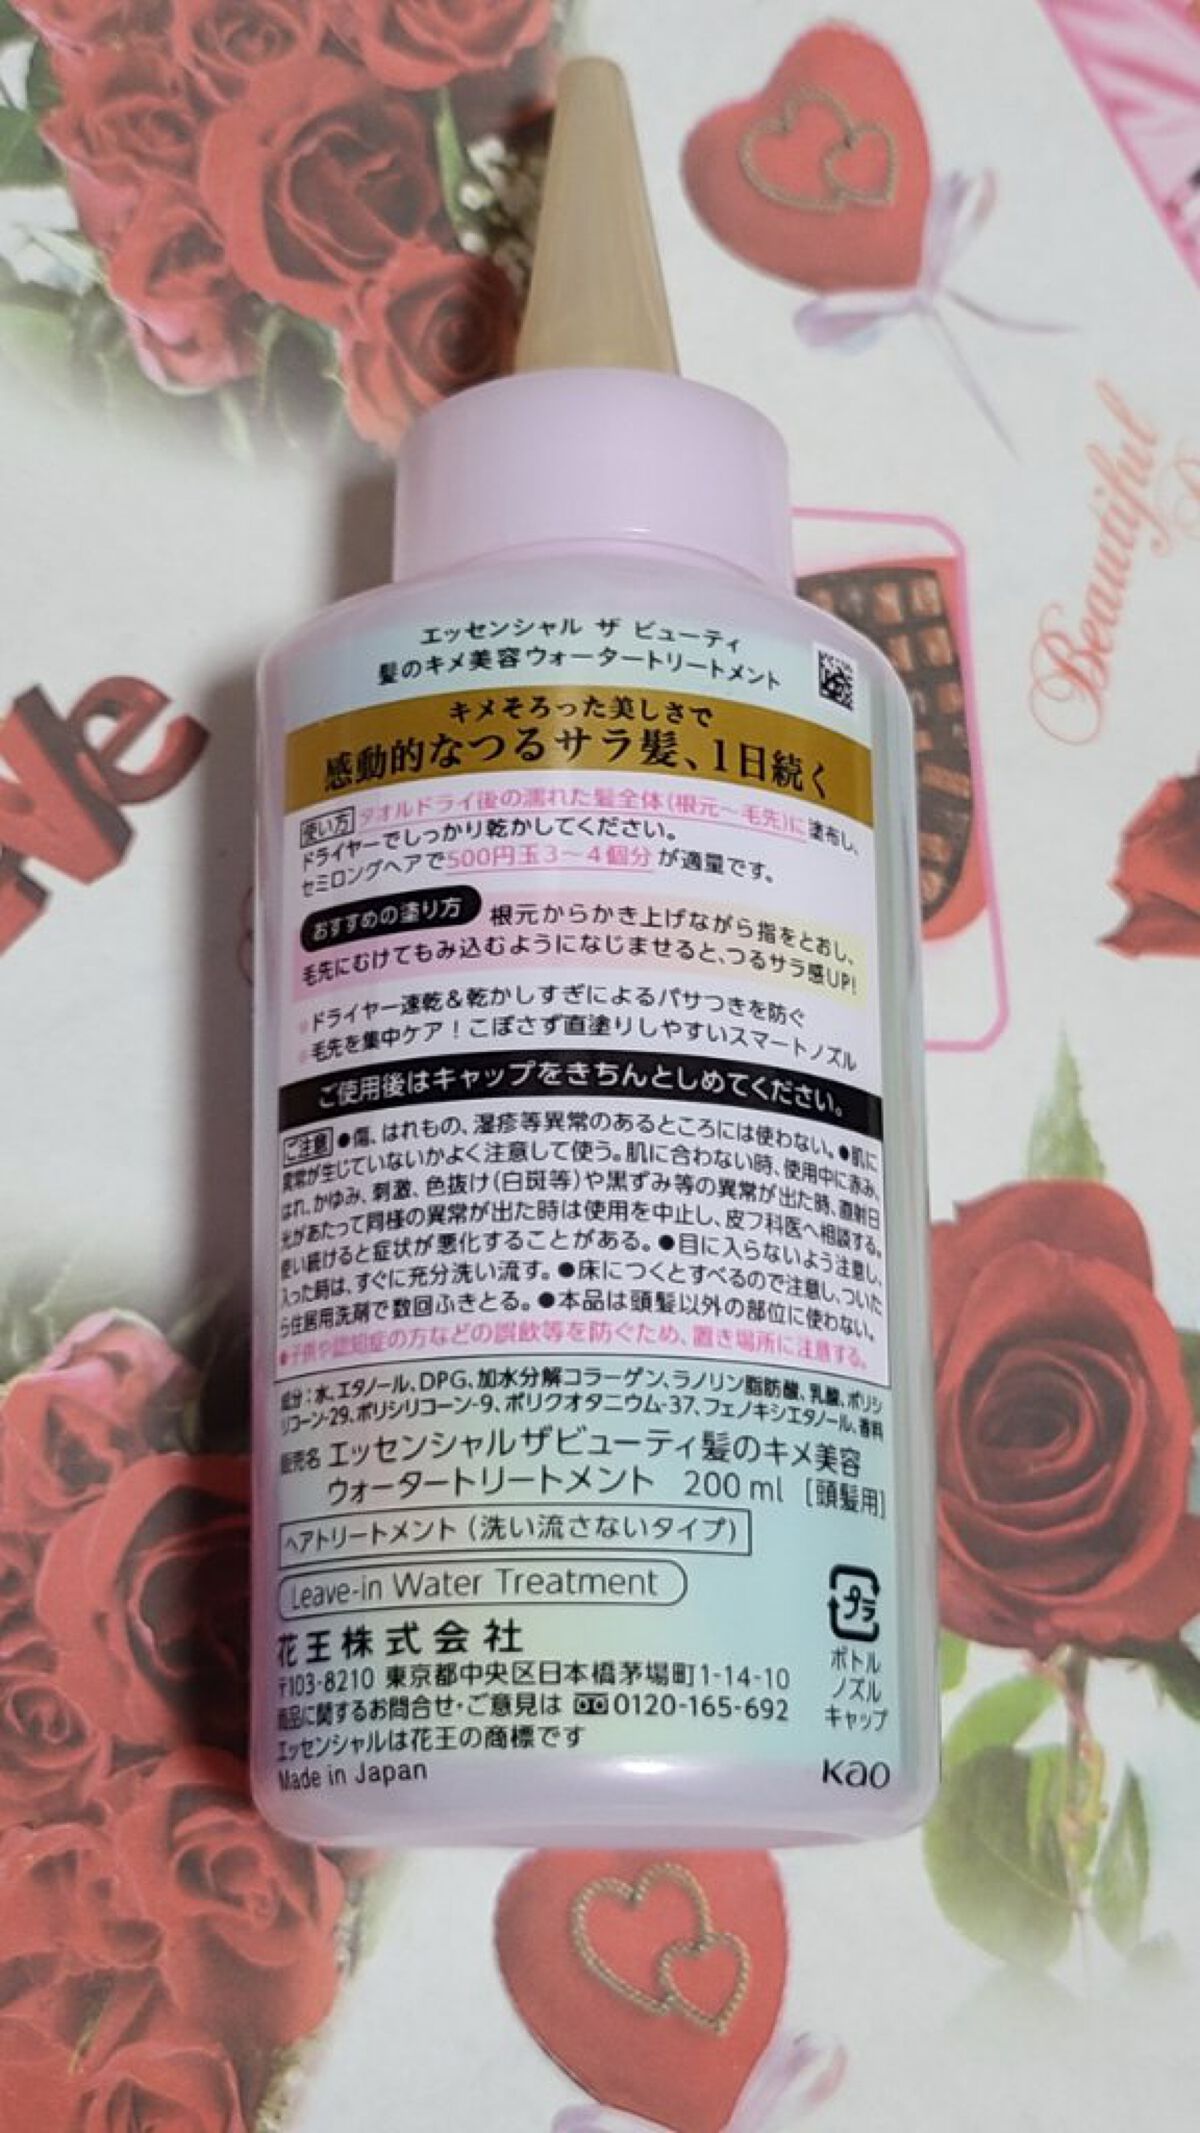 エッセンシャル ザ ビューティ
髪のキメ美容ウォータートリートメント
キメそろった美しさで
感動的なつるサラ髪、1日続く
使い方 タオルドライ後の濡れた髪全体(根元〜毛先)に塗布し、
ドライヤーでしっかり乾かしてください。
セミロングヘアで500円玉3〜4個分が適量です。
おすすめの塗り方 根元からかき上げながら指をとおし、
毛先にむけてもみ込むようになじませると、つるサラ感UP!
ドライヤー速乾&乾かしすぎによるパサつきを防ぐ
毛先を集中ケア!こぼさず直塗りしやすいスマートノズル
ご使用後はキャップをきちんとしめてください。
ご注意 ●傷、はれもの、湿疹等異常のあるところには使わない。●肌に
異常が生じていないかよく注意して使う。肌に合わない時、使用中に赤み、
はれ、かゆみ、刺激、色抜け(白斑等)や黒ずみ等の異常が出た時、直射日
光があたって同様の異常が出た時は使用を中止し、皮フ科医へ相談する。
使い続けると症状が悪化することがある。●目に入らないよう注意し、
入った時は、すぐに充分洗い流す。●床につくとすべるので注意し、ついた
ら住居用洗剤で数回ふきとる。●本品は頭髪以外の部位に使わない。
●子供や認知症の方などの誤飲等を防ぐため、置き場所に注意する。
成分:水、エタノール、DPG、加水分解コラーゲン、ラノリン脂肪酸、乳酸、ポリシ
リコーン-29、ポリシリコーン-9、ポリクオタニウム-37、フェノキシエタノール、香料
販売名 エッセンシャルザビューティ髪のキメ美容
ウォータートリートメント 200ml [頭髪用]
ヘアトリートメント(洗い流さないタイプ)
Leave-in Water Treatment
花王株式会社
〒103-8210 東京都中央区日本橋茅場町1-14-10
商品に関するお問合せ・ご意見は 0120-165-692
エッセンシャルは花王の商標です
Made in Japan
プラ
ボトル
ノズル
キャップ
Kao
Beautiful